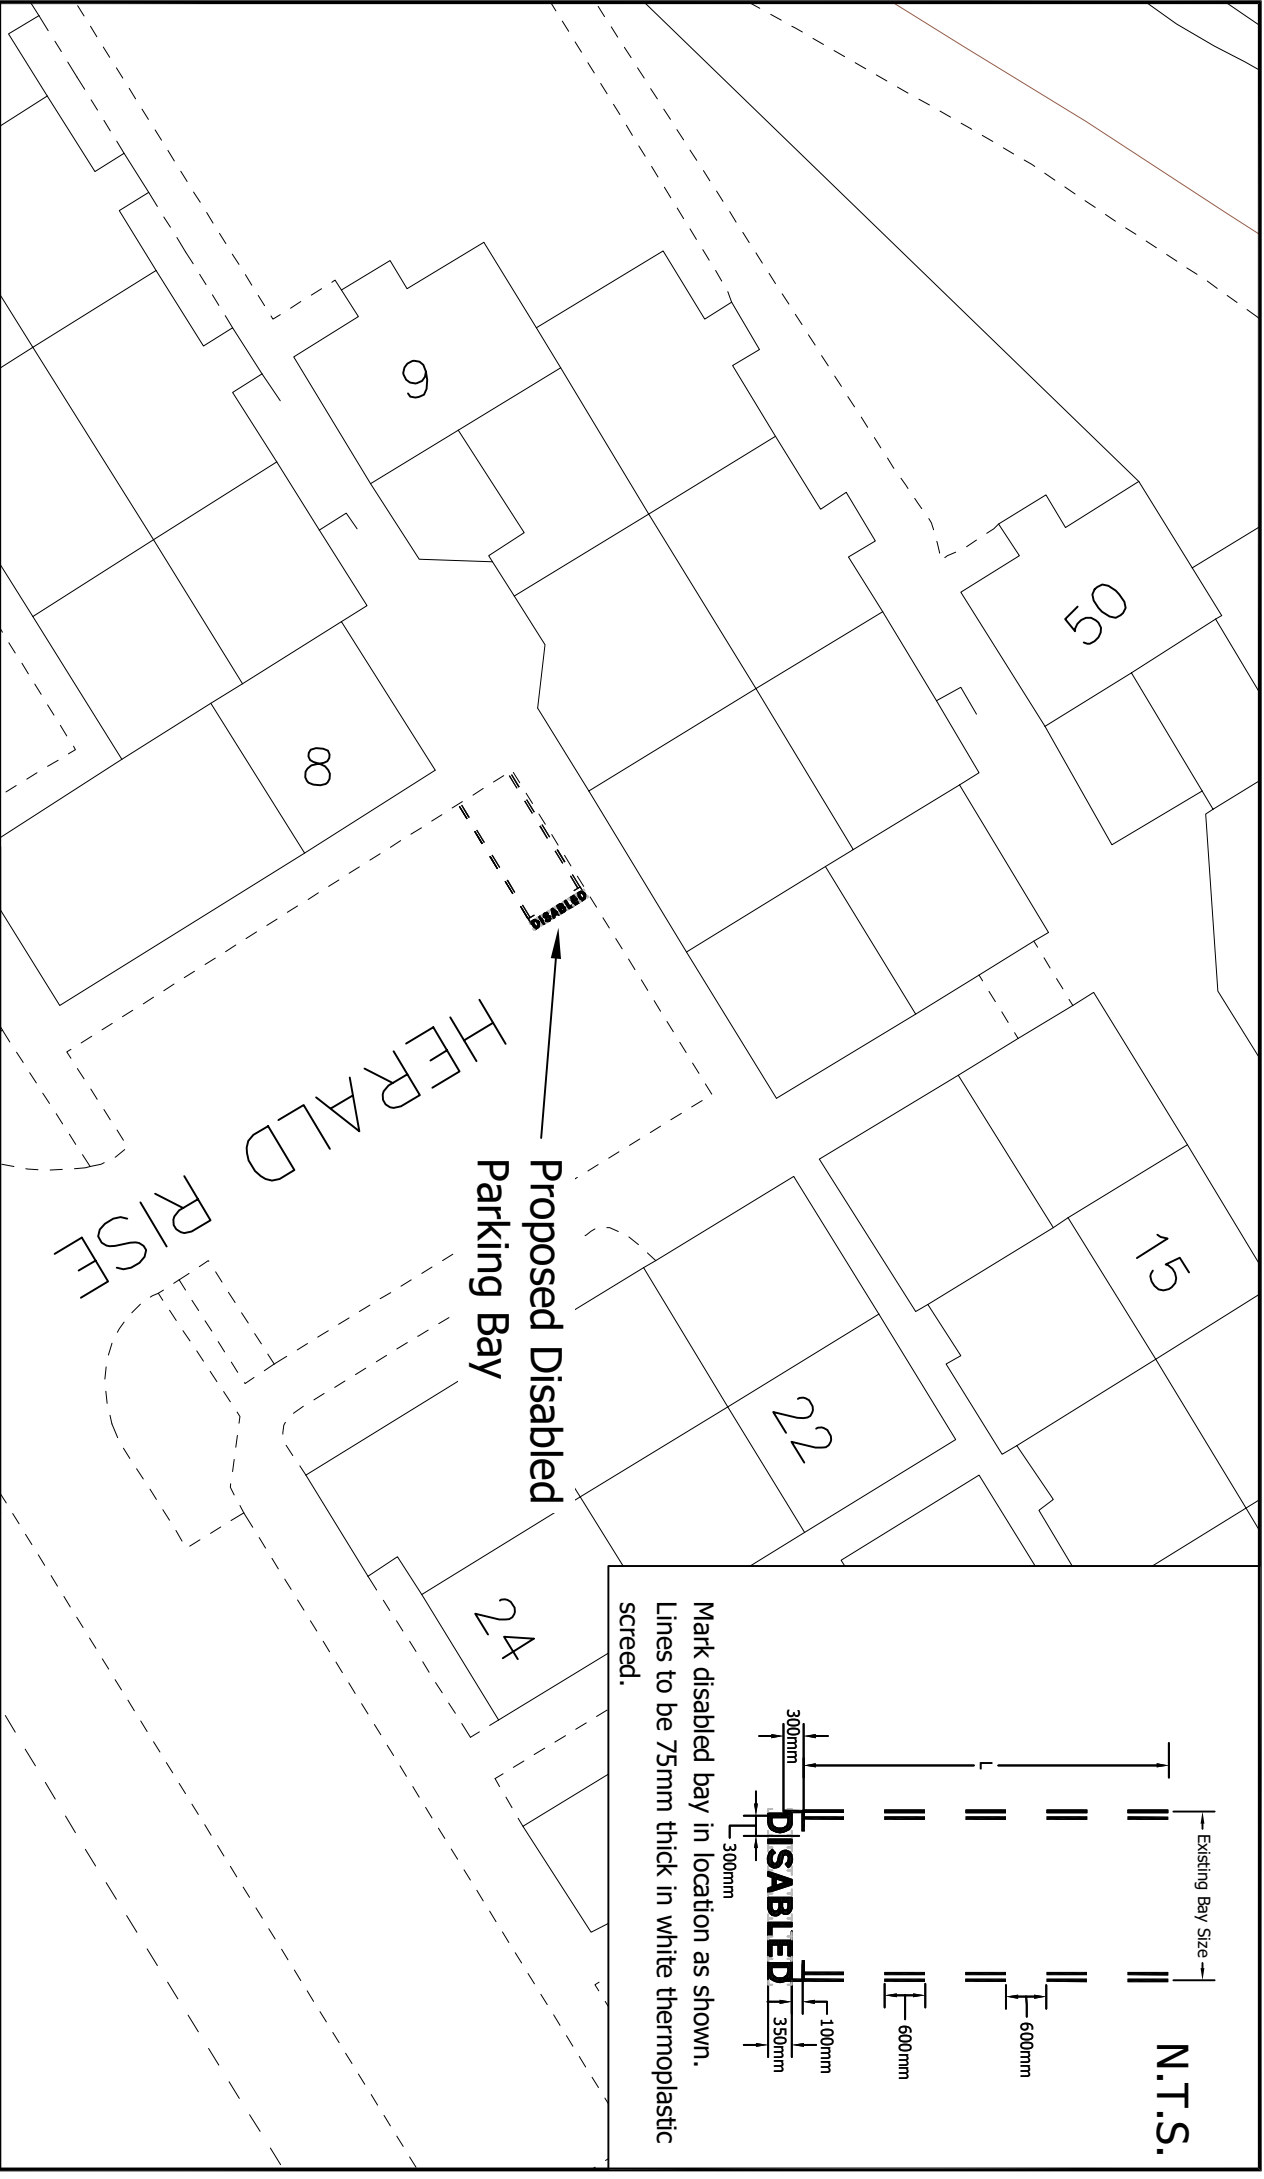 9
8
50
15
22
24
HERALD RISE
DISABLED
Proposed Disabled
Parking Bay
N.T.S.
Existing Bay Size
L
600mm
600mm
300mm
300mm
100mm
350mm
DISABLED
Mark disabled bay in location as shown.
Lines to be 75mm thick in white thermoplastic
screed.